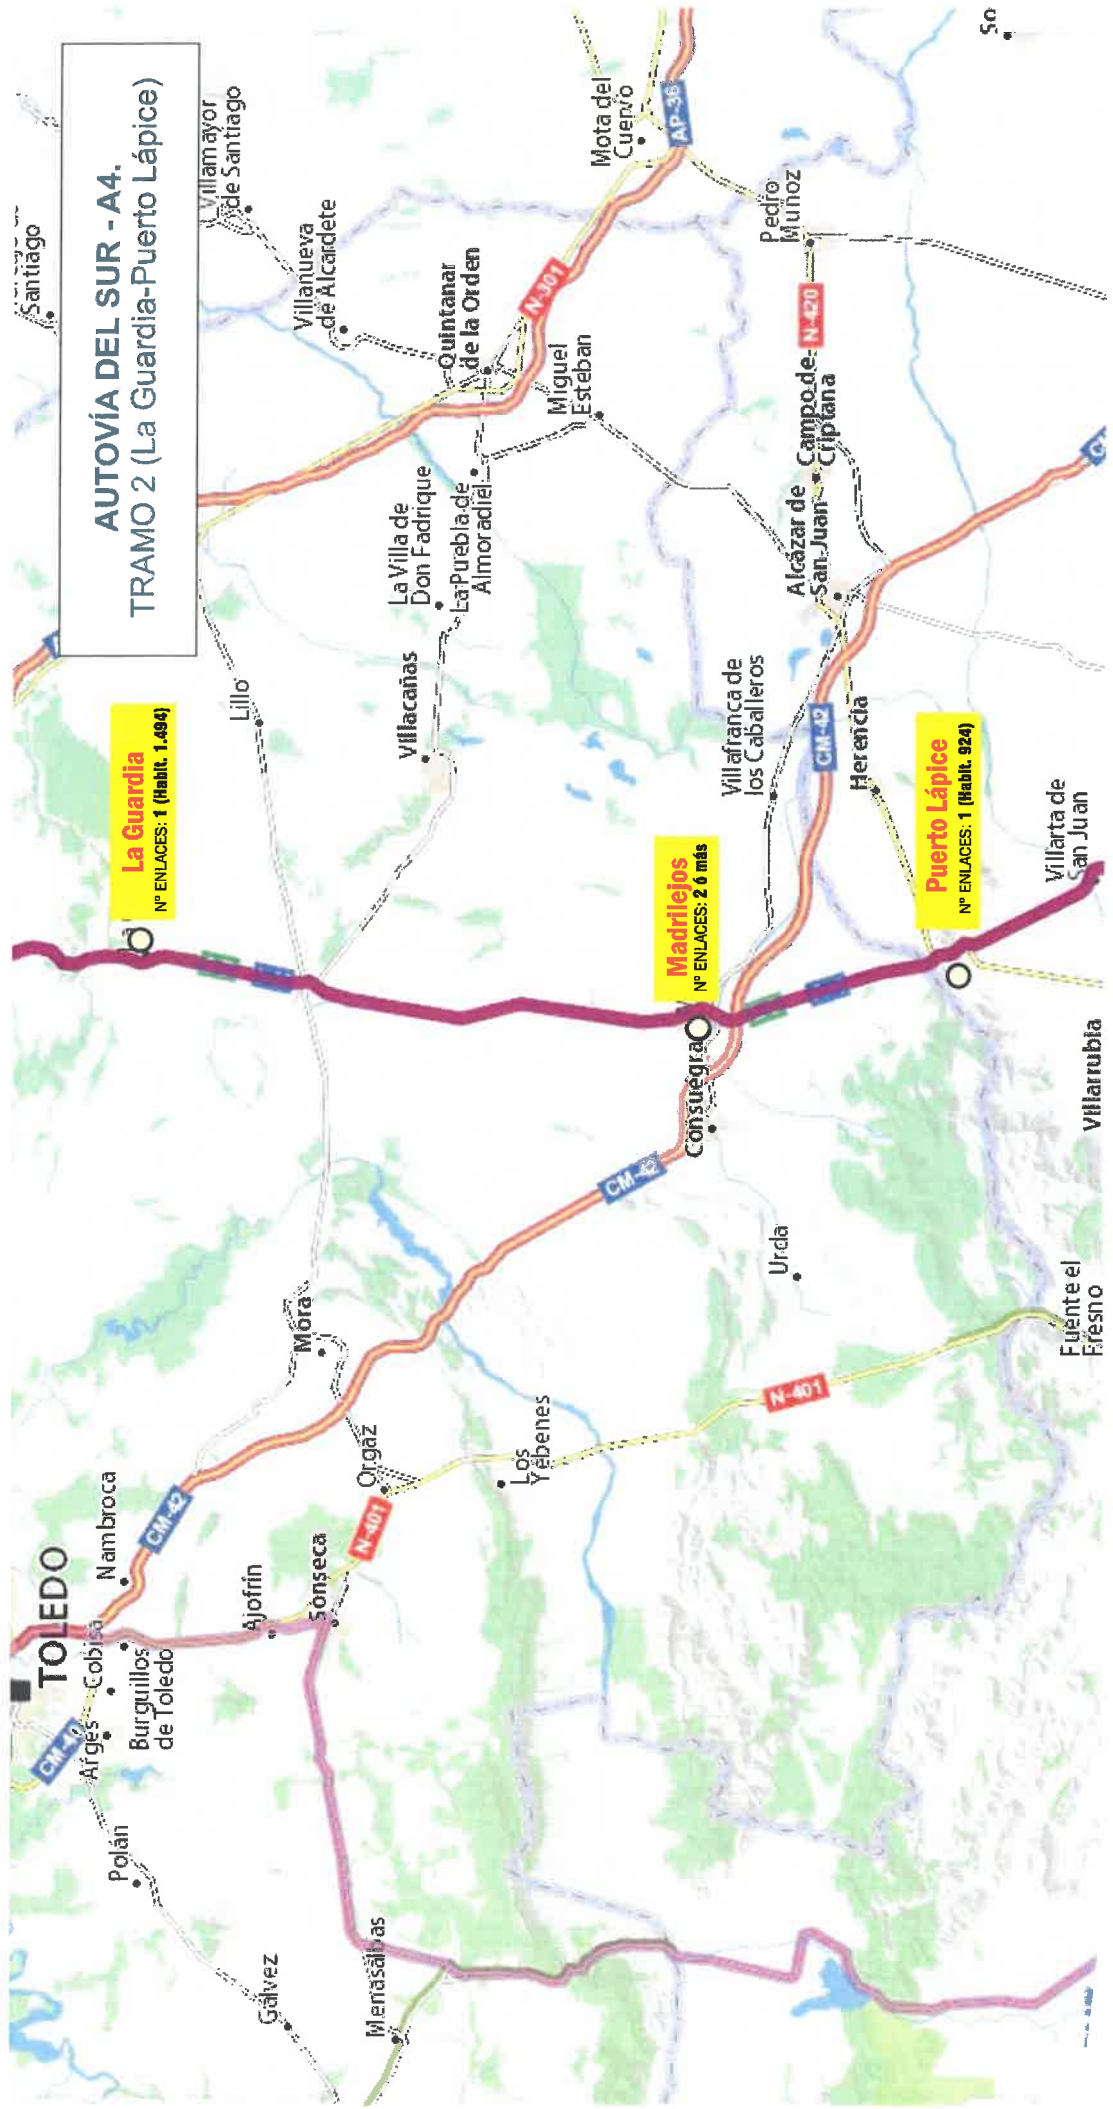 AUTOVÍA DEL SUR - A4.
TRAMO 2 (La Guardia-Puerto Lápice)
Santiago
Villamayor
de Santiago
Villanueva
de Alcardete
Quintanar
de la Orden
N-301
Miguel
Esteban
Mota del
Cuervo
AP-36
Pedro
Muñoz
N-420
Campo de
Criptana
Alcázar de
San Juan
La Villa de
Don Fadrique
La Puebla de
Almoradiel
Lillo
Villacañas
Villafranca de
los Caballeros
CM-42
Herencia
La Guardia
Nº ENLACES: 1 (Habit. 1.494)
Madrilejos
Nº ENLACES: 2 ó más
Puerto Lápice
Nº ENLACES: 1 (Habit. 924)
Villarta de
San Juan
Consuegra
CM-42
Villarrubia
Urda
Fuente el
Fresno
Mora
Orgaz
Los
Yébenes
N-401
N-401
TOLEDO
Nambroca
CM-42
Cobisa
Burguillos
de Toledo
Ajofrín
Sonseca
Argés
CM-40
Polán
Gálvez
Menasalbas
So